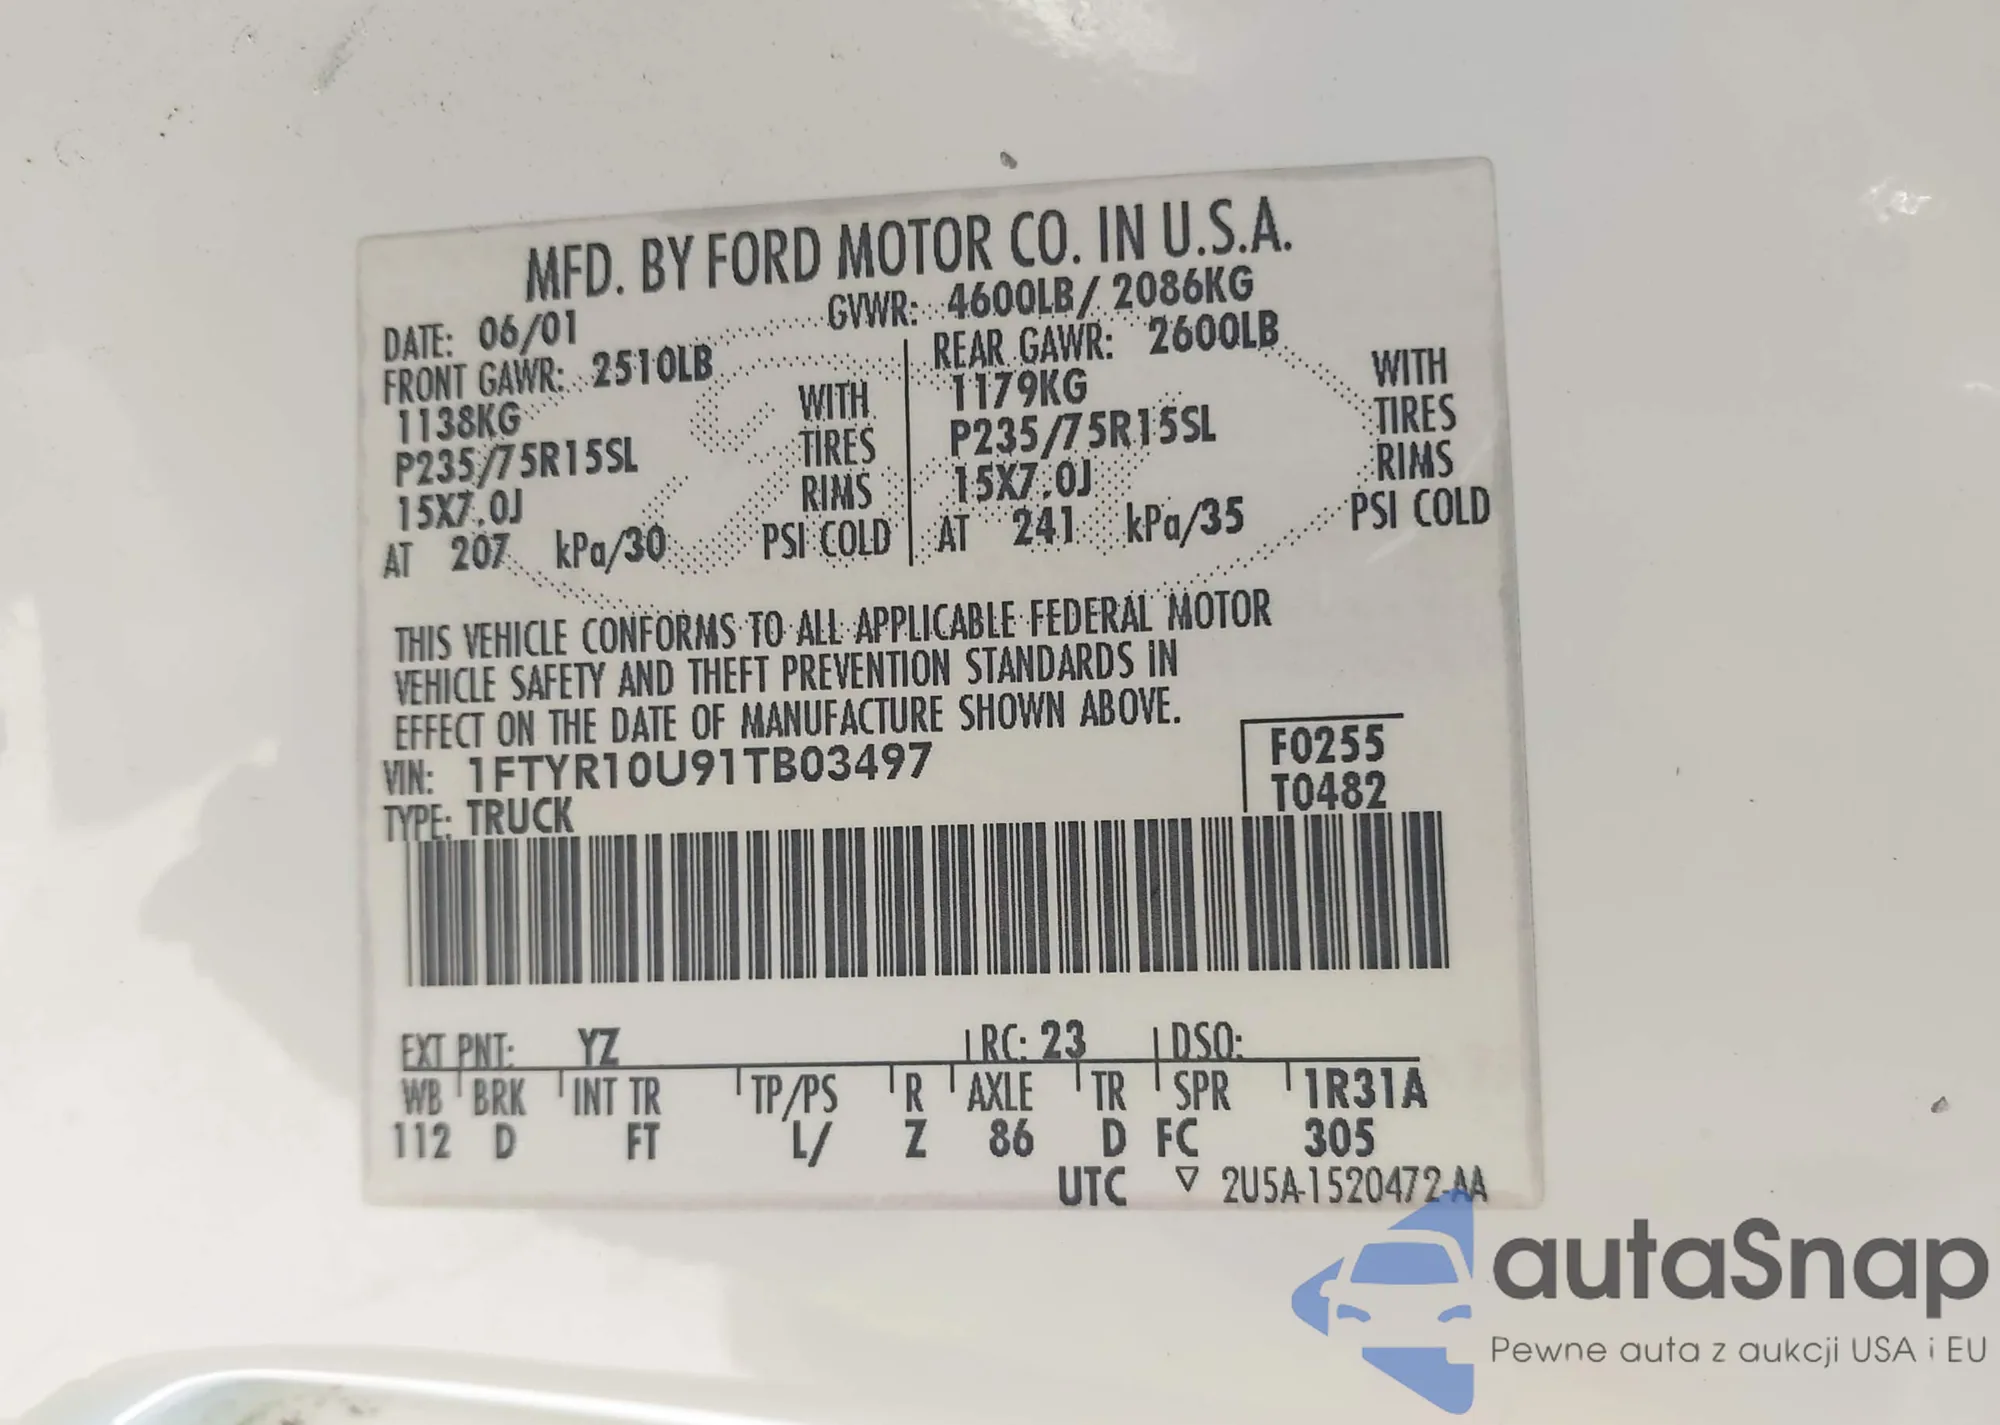 MFD. BY FORD MOTOR CO. IN U.S.A.
DATE: 06/01
GVWR: 4600LB/ 2086KG
FRONT GAWR: 2510LB
1138KG
WITH
P235/75R15SL
TIRES
15X7.0J
RIMS
AT 207 kPa/30
PSI COLD
REAR GAWR: 2600LB
1179KG
WITH
P235/75R15SL
TIRES
15X7.0J
RIMS
AT 241 kPa/35
PSI COLD
THIS VEHICLE CONFORMS TO ALL APPLICABLE FEDERAL MOTOR
VEHICLE SAFETY AND THEFT PREVENTION STANDARDS IN
EFFECT ON THE DATE OF MANUFACTURE SHOWN ABOVE.
VIN: 1FTYR10U91TB03497
TYPE: TRUCK
F0255
T0482
EXT PNT: YZ RC: 23 DSO:
WB BRK INT TR TP/PS R AXLE TR SPR 1R31A
112 D FT L/ Z 86 D FC 305
UTC ▽ 2U5A-1520472-AA
autaSnap
Pewne auta z aukcji USA i EU